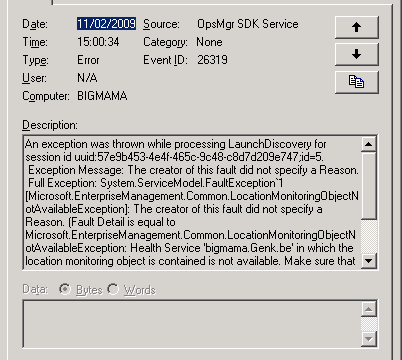 Date: 11/02/2009 Source: OpsMgr SDK Service
Time: 15:00:34 Category: None
Type: Error Event ID: 26319
User: N/A
Computer: BIGMAMA
Description:
An exception was thrown while processing LaunchDiscovery for
session id uuid:57e9b453-4e4f-465c-9c48-c8d7d209e747;id=5.
Exception Message: The creator of this fault did not specify a Reason.
Full Exception: System.ServiceModel.FaultException`1
[Microsoft.EnterpriseManagement.Common.LocationMonitoringObjectN
otAvailableException]: The creator of this fault did not specify a
Reason. (Fault Detail is equal to
Microsoft.EnterpriseManagement.Common.LocationMonitoringObjectN
otAvailableException: Health Service 'bigmama.Genk.be' in which the
location monitoring object is contained is not available. Make sure that
Data: Bytes Words